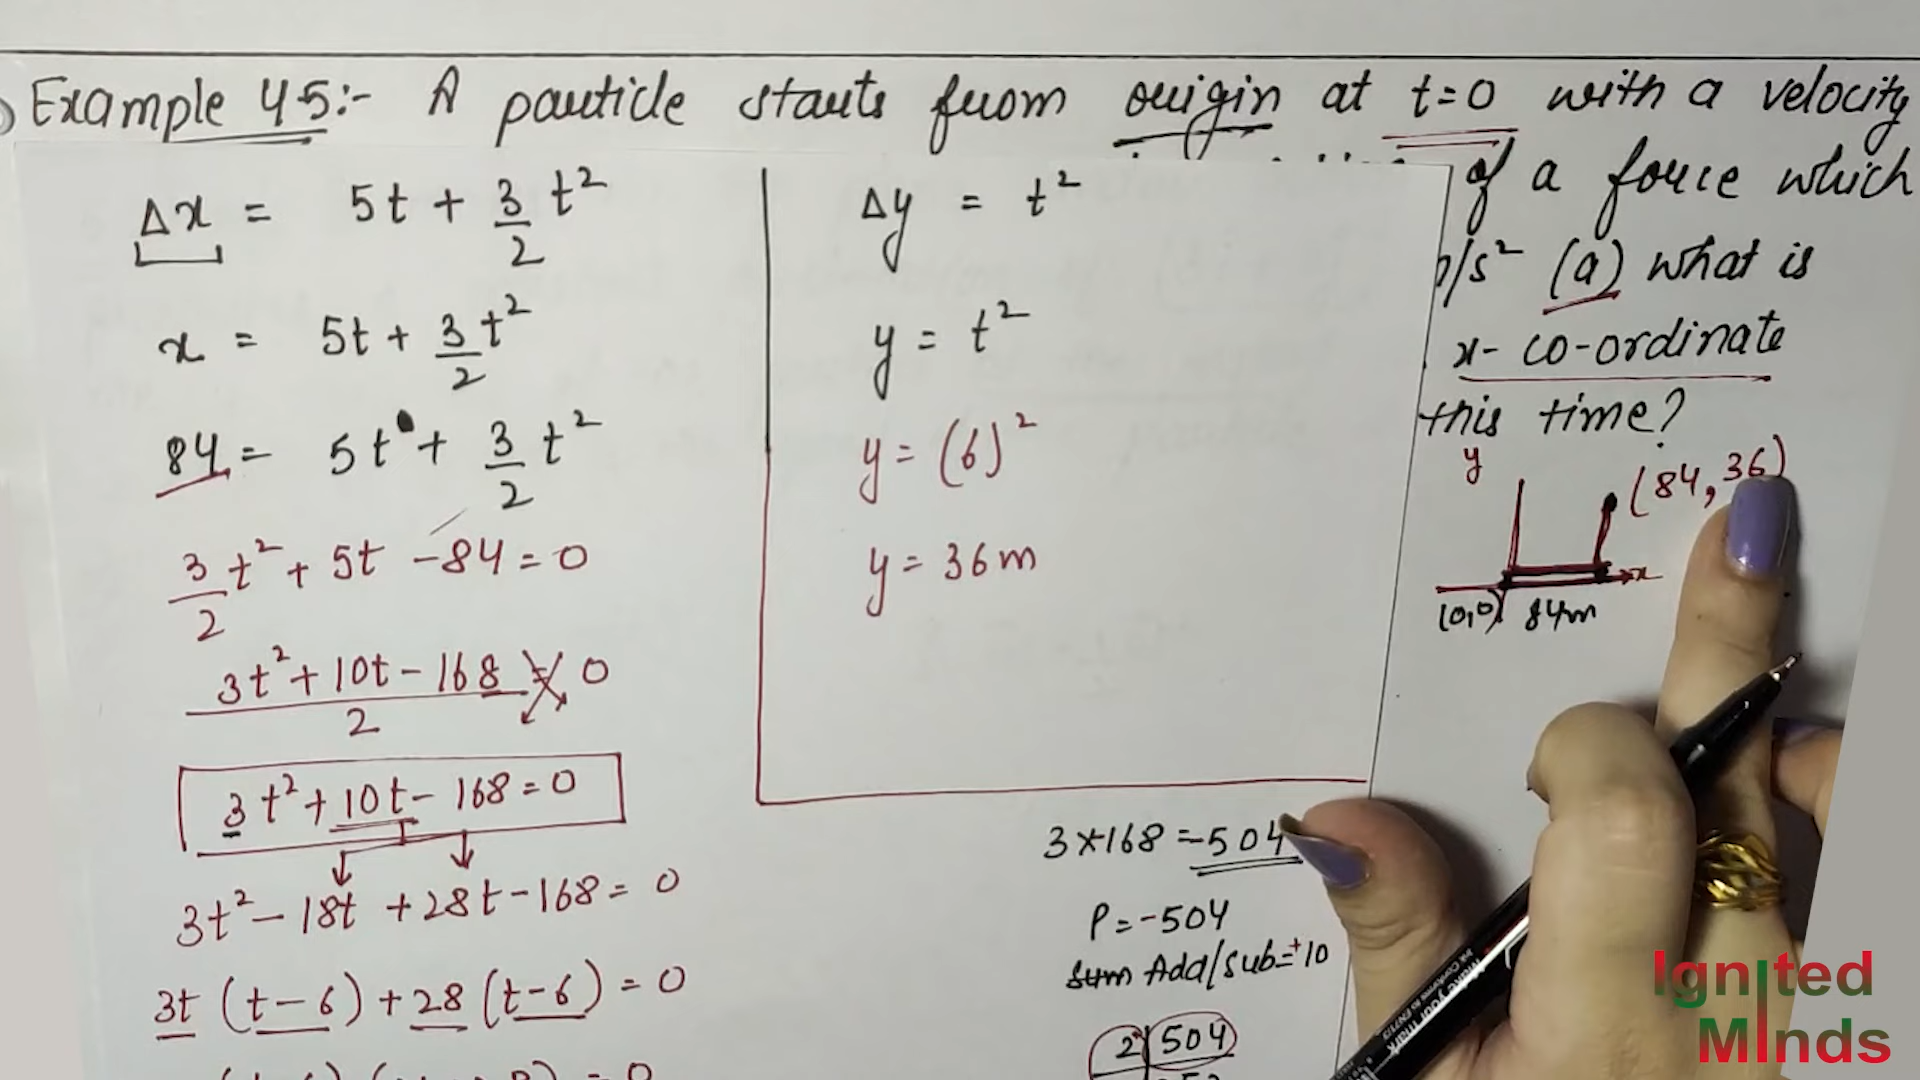 Example 45:- A particle starts from origin at t=0 with a velocity
of a force which
/s² (a) what is
x- co-ordinate
this time?
Δx = 5t + 3/2 t²
x = 5t + 3/2 t²
84 = 5t + 3/2 t²
3/2 t² + 5t - 84 = 0
3t² + 10t - 168 / 2 = 0
3t² + 10t - 168 = 0
3t² - 18t + 28t - 168 = 0
3t (t-6) + 28 (t-6) = 0
Δy = t²
y = t²
y = (6)²
y = 36m
y
(84, 36)
x
(0,0) 84m
3×168 = -504
P = -504
Sum Add/Sub = +10
2 504
Ignited
Minds